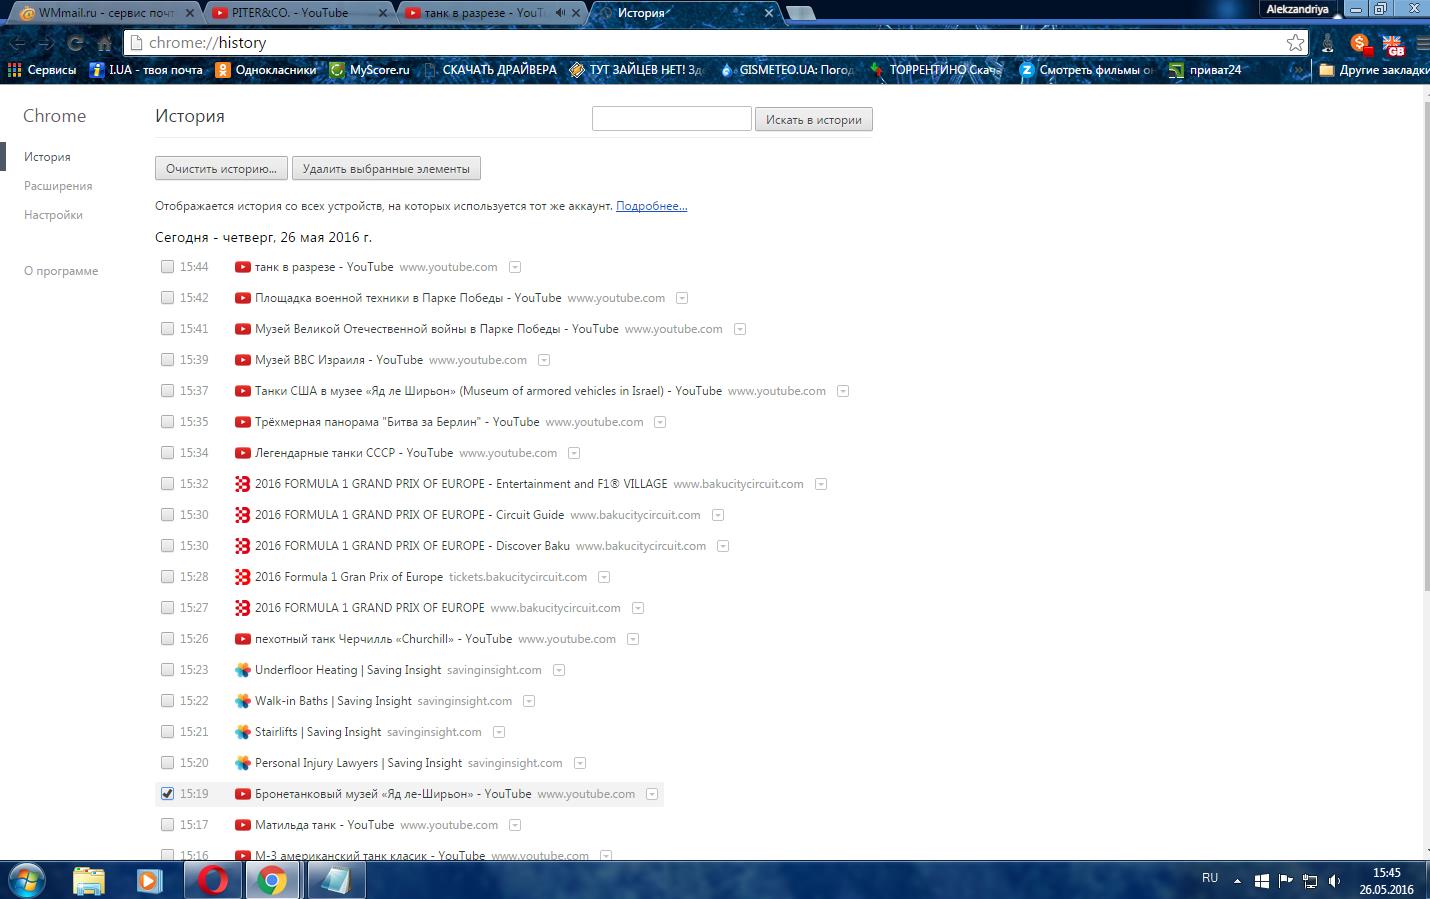 WMmail.ru - сервис почт
PITER&CO. - YouTube
танк в разрезе - YouT
История
Alekzandriya
chrome://history
GB
Сервисы
I.UA - твоя почта
Одноклассники
MyScore.ru
СКАЧАТЬ ДРАЙВЕРА
ТУТ ЗАЙЦЕВ НЕТ! Зд
GISMETEO.UA: Погод
ТОРРЕНТИНО Скач
Смотреть фильмы он
приват24
Другие закладки
Chrome
История
Искать в истории
История
Расширения
Настройки
О программе
Очистить историю...
Удалить выбранные элементы
Отображается история со всех устройств, на которых используется тот же аккаунт. Подробнее...
Сегодня - четверг, 26 мая 2016 г.
15:44 танк в разрезе - YouTube www.youtube.com
15:42 Площадка военной техники в Парке Победы - YouTube www.youtube.com
15:41 Музей Великой Отечественной войны в Парке Победы - YouTube www.youtube.com
15:39 Музей ВВС Израиля - YouTube www.youtube.com
15:37 Танки США в музее «Яд ле Ширьон» (Museum of armored vehicles in Israel) - YouTube www.youtube.com
15:35 Трёхмерная панорама "Битва за Берлин" - YouTube www.youtube.com
15:34 Легендарные танки СССР - YouTube www.youtube.com
15:32 2016 FORMULA 1 GRAND PRIX OF EUROPE - Entertainment and F1® VILLAGE www.bakucitycircuit.com
15:30 2016 FORMULA 1 GRAND PRIX OF EUROPE - Circuit Guide www.bakucitycircuit.com
15:30 2016 FORMULA 1 GRAND PRIX OF EUROPE - Discover Baku www.bakucitycircuit.com
15:28 2016 Formula 1 Gran Prix of Europe tickets.bakucitycircuit.com
15:27 2016 FORMULA 1 GRAND PRIX OF EUROPE www.bakucitycircuit.com
15:26 пехотный танк Черчилль «Churchill» - YouTube www.youtube.com
15:23 Underfloor Heating | Saving Insight savinginsight.com
15:22 Walk-in Baths | Saving Insight savinginsight.com
15:21 Stairlifts | Saving Insight savinginsight.com
15:20 Personal Injury Lawyers | Saving Insight savinginsight.com
15:19 Бронетанковый музей «Яд ле-Ширьон» - YouTube www.youtube.com
15:17 Матильда танк - YouTube www.youtube.com
15:16 М-3 американский танк класик - YouTube www.youtube.com
RU
15:45
26.05.2016